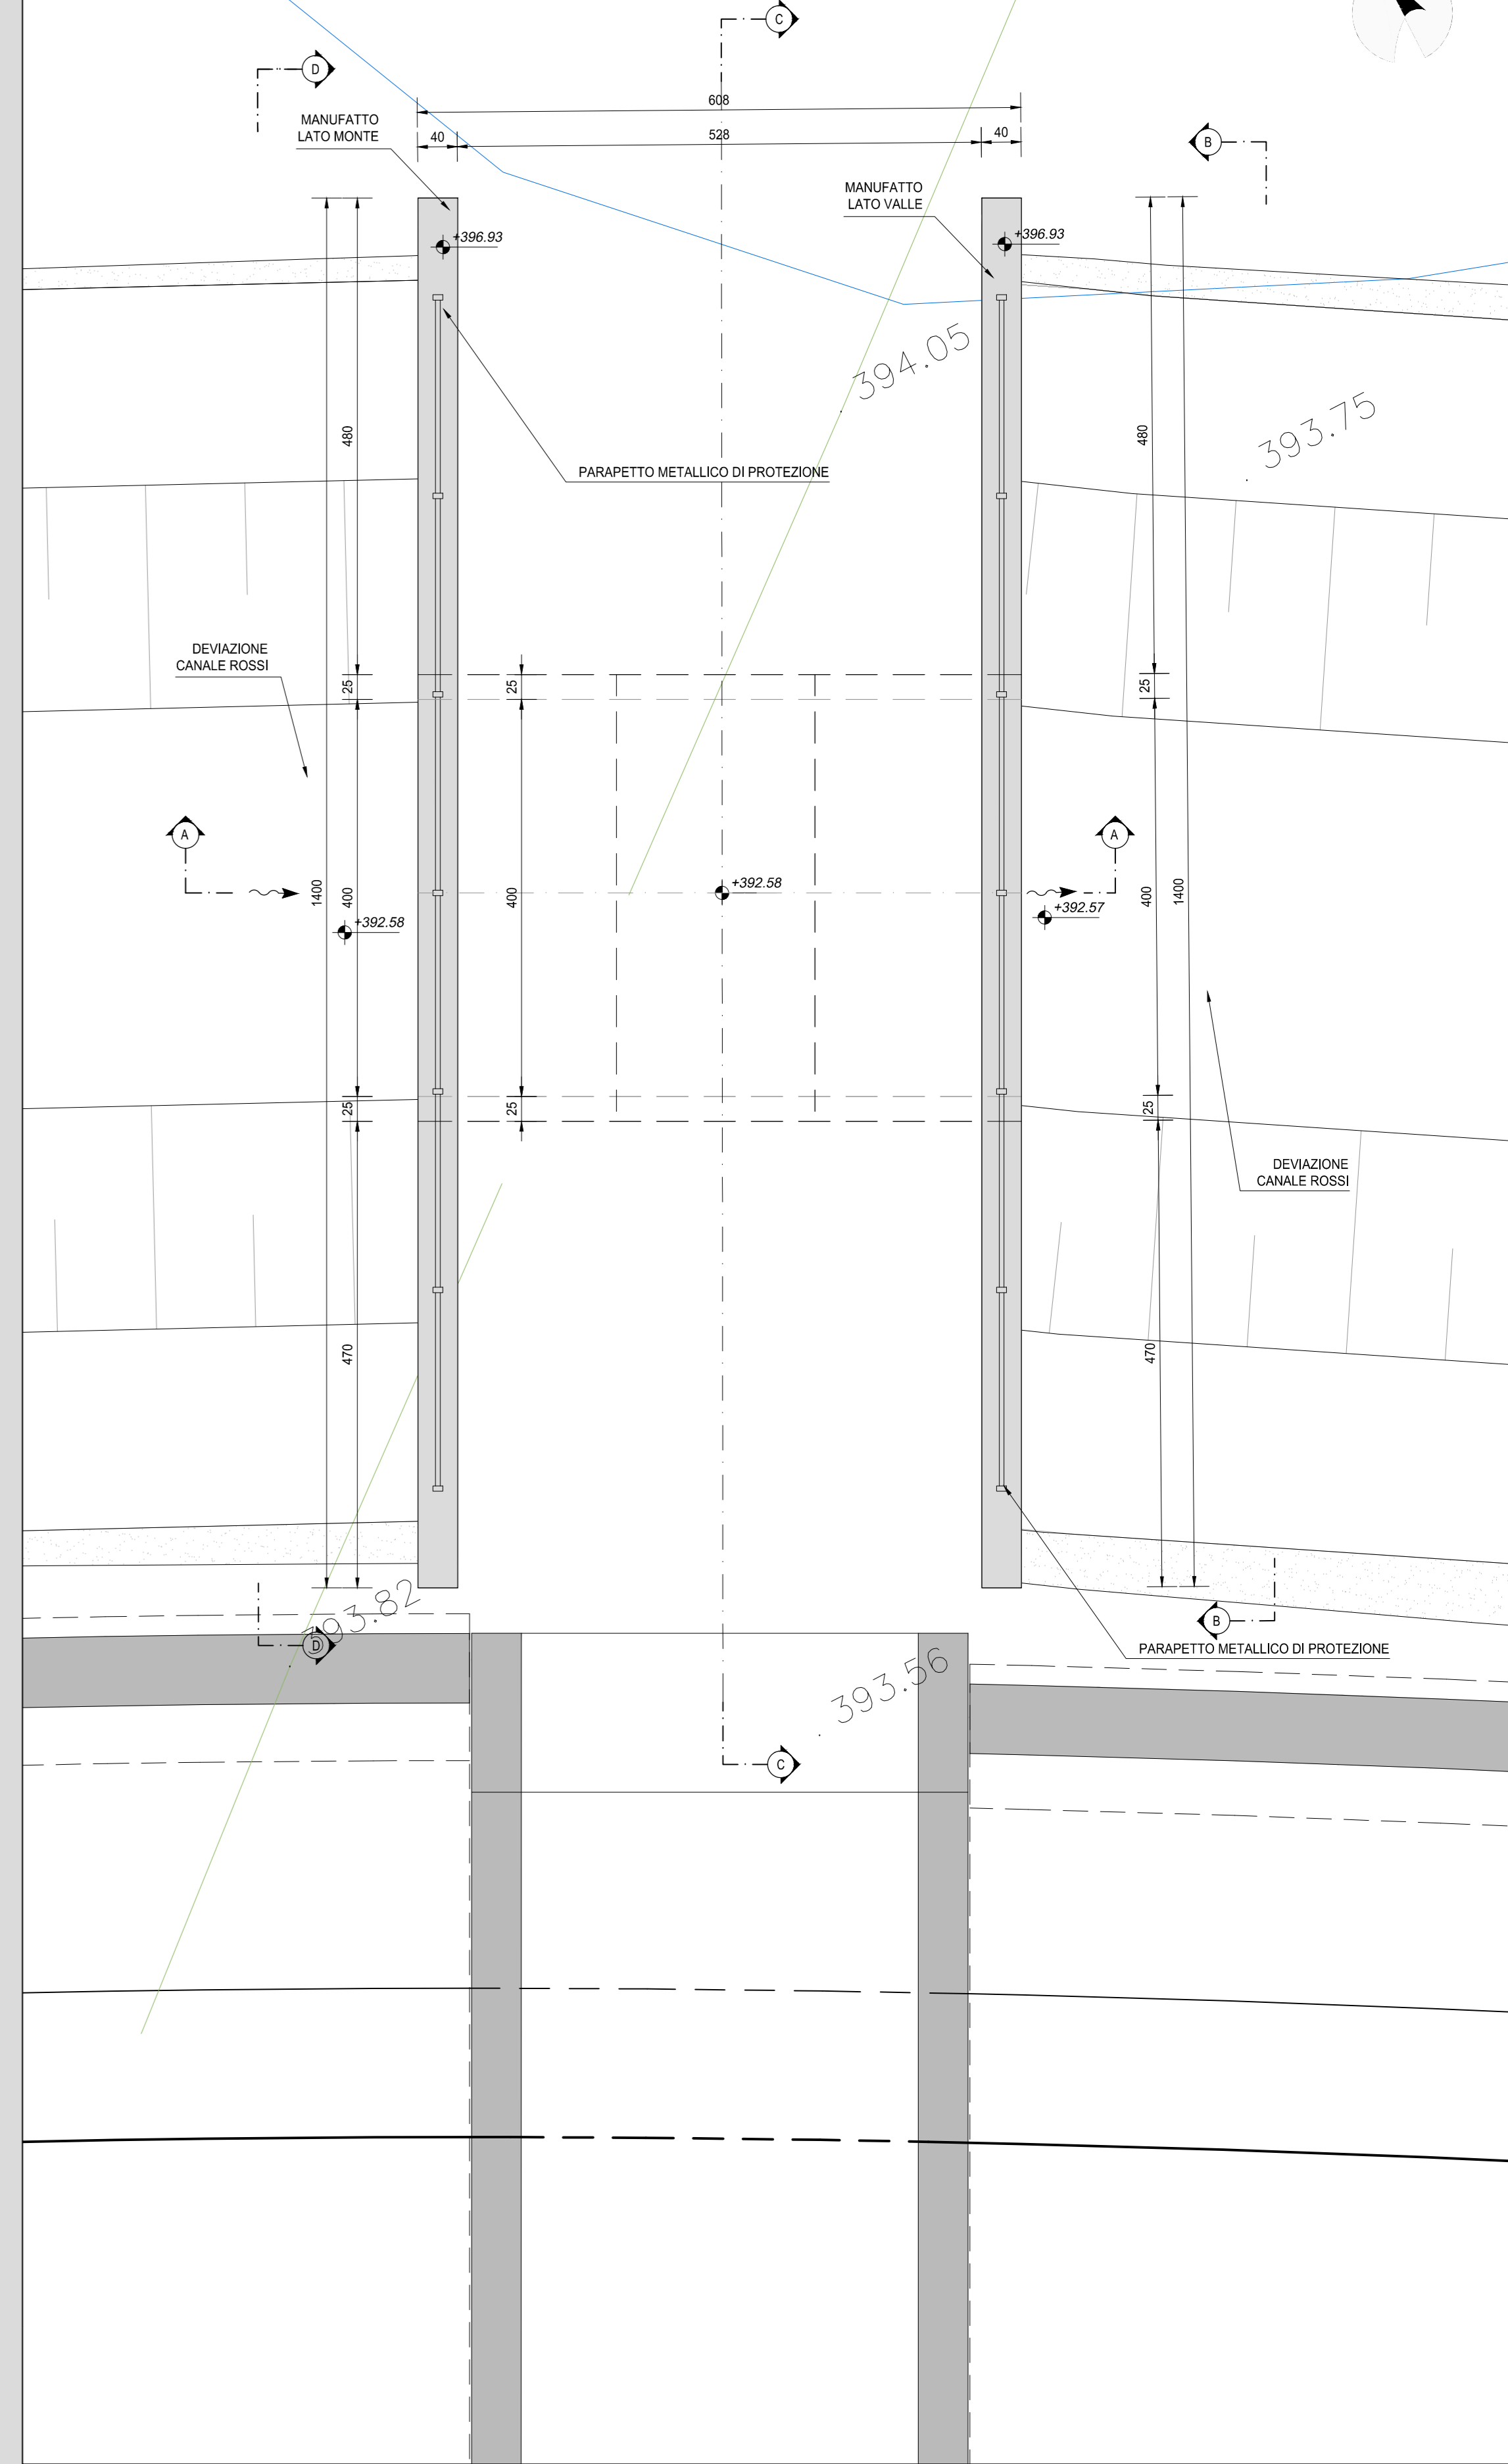 C
D
608
MANUFATTO
LATO MONTE
40
528
40
B
MANUFATTO
LATO VALLE
+396.93
+396.93
394.05
393.75
480
480
PARAPETTO METALLICO DI PROTEZIONE
DEVIAZIONE
CANALE ROSSI
25
25
25
A
A
1400
400
400
400
1400
+392.58
+392.58
+392.57
25
25
25
DEVIAZIONE
CANALE ROSSI
470
470
393.82
D
B
PARAPETTO METALLICO DI PROTEZIONE
393.56
C